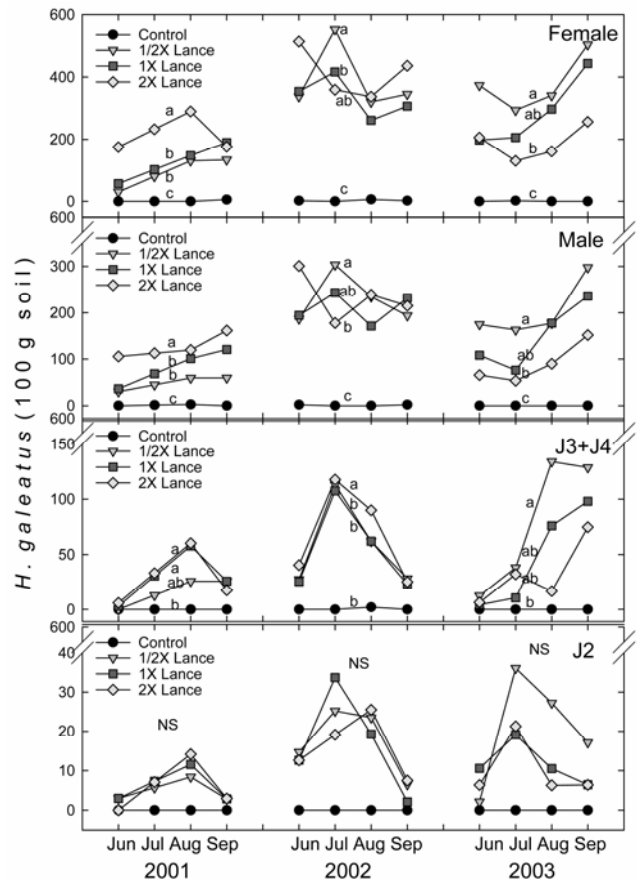 H. galeatus (100 g soil)
600
400
200
0
Female
Control
1/2X Lance
1X Lance
2X Lance
a
b
b
c
a
b
ab
c
a
ab
b
c
600
300
200
100
0
Male
Control
1/2X Lance
1X Lance
2X Lance
a
b
b
c
a
ab
b
c
a
ab
b
c
600
150
100
50
0
J3+J4
Control
1/2X Lance
1X Lance
2X Lance
a
a
ab
b
a
b
b
b
a
ab
ab
b
600
40
30
20
10
0
J2
Control
1/2X Lance
1X Lance
2X Lance
NS
NS
NS
Jun Jul Aug Sep Jun Jul Aug Sep Jun Jul Aug Sep
2001 2002 2003